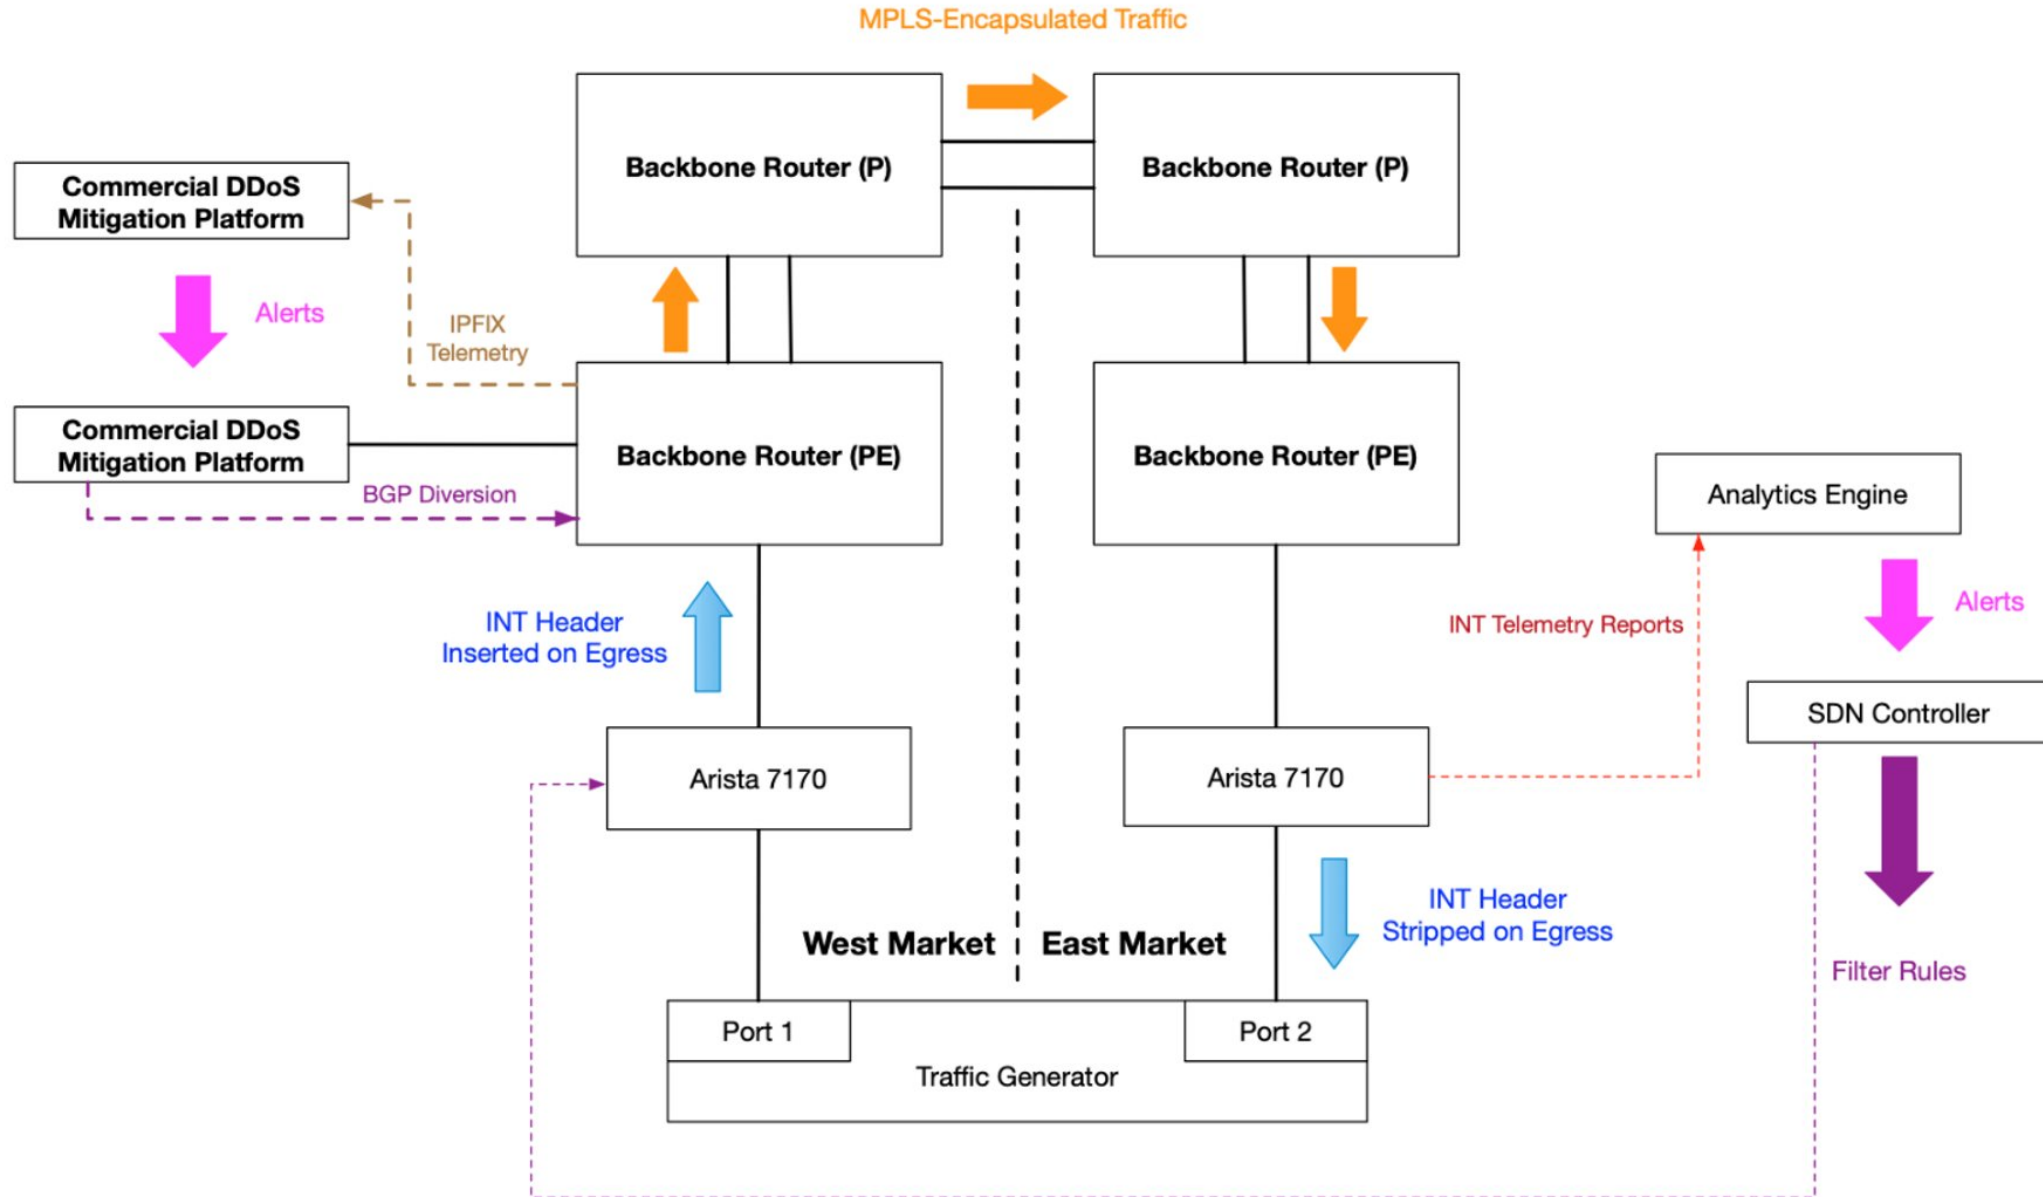 MPLS-Encapsulated Traffic
Backbone Router (P)
Backbone Router (P)
Commercial DDoS
Mitigation Platform
Alerts
IPFIX
Telemetry
Commercial DDoS
Mitigation Platform
Backbone Router (PE)
Backbone Router (PE)
BGP Diversion
Analytics Engine
Alerts
INT Header
Inserted on Egress
INT Telemetry Reports
SDN Controller
Arista 7170
Arista 7170
INT Header
Stripped on Egress
West Market
East Market
Filter Rules
Port 1
Port 2
Traffic Generator